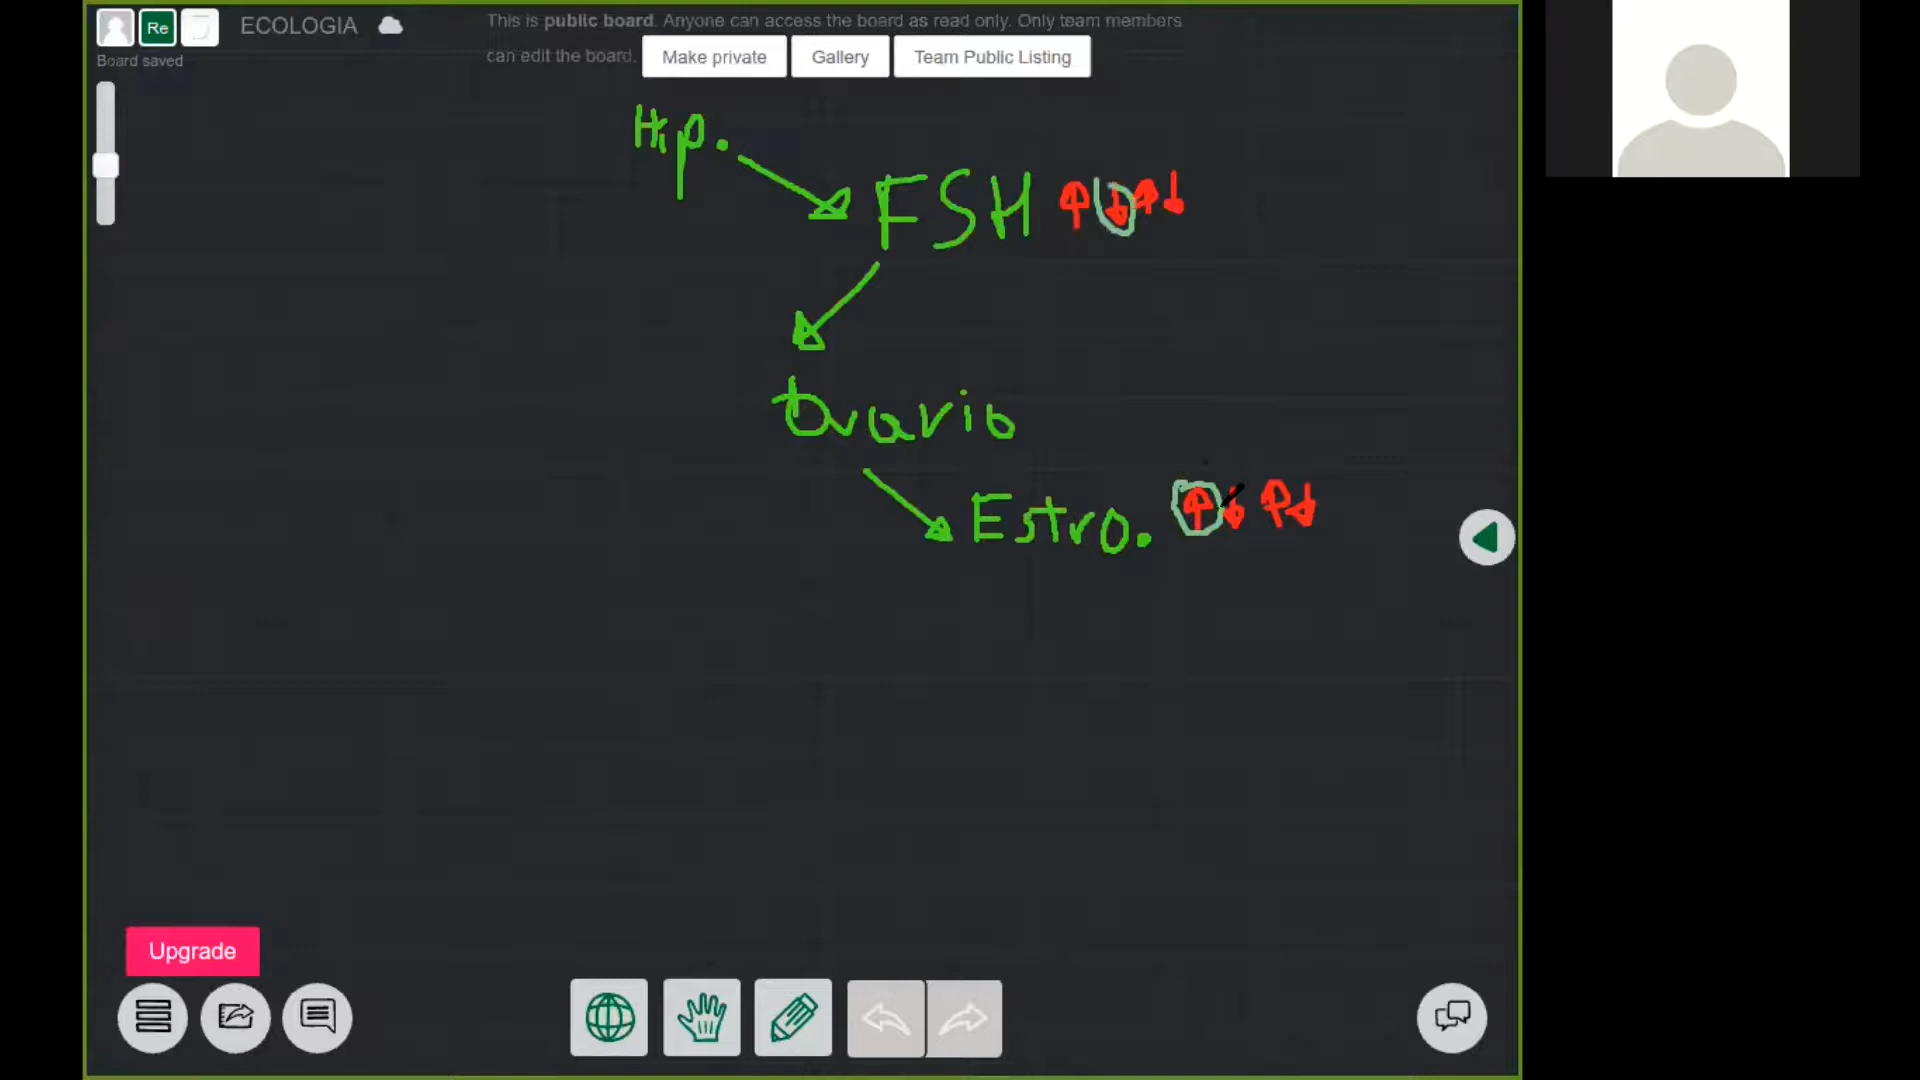 Re
ECOLOGIA
Board saved
This is public board. Anyone can access the board as read only. Only team members
can edit the board.
Make private
Gallery
Team Public Listing
Hip.
FSH ↑ ↓ ↑ ↓
Ovario
Estro. ↑ ↓ ↑ ↓
Upgrade